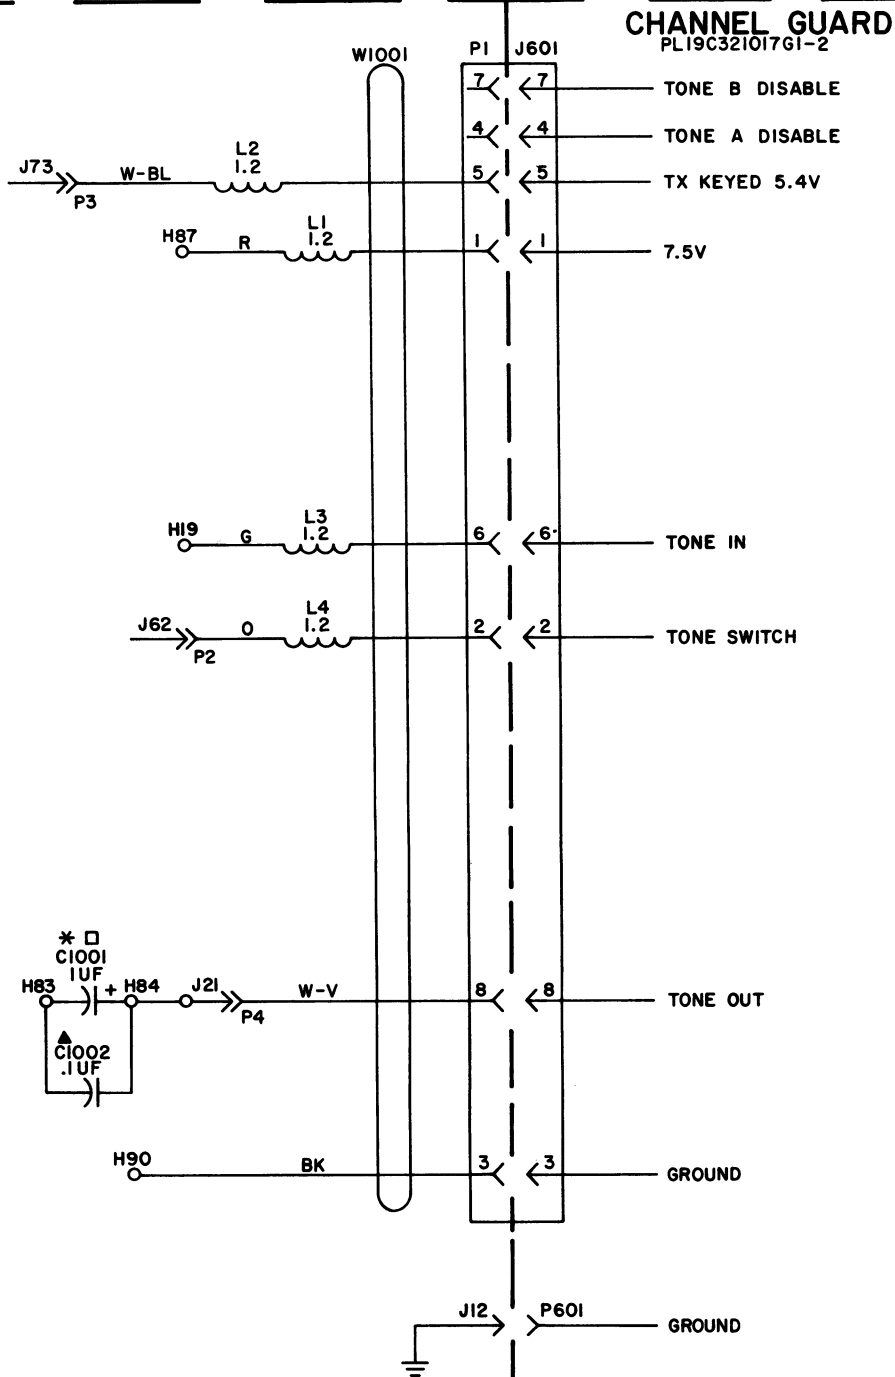 CHANNEL GUARD
PL19C321017G1-2
W1001
P1 J601
7 7 TONE B DISABLE
4 4 TONE A DISABLE
L2
1.2
J73 W-BL 5 5 TX KEYED 5.4V
P3
L1
1.2
H87 R 1 1 7.5V
L3
1.2
H19 G 6 6 TONE IN
L4
1.2
J62 O 2 2 TONE SWITCH
P2
* □
C1001
1UF
H83 + H84 J21 W-V 8 8 TONE OUT
P4
▲
C1002
.1UF
H90 BK 3 3 GROUND
J12 P601 GROUND